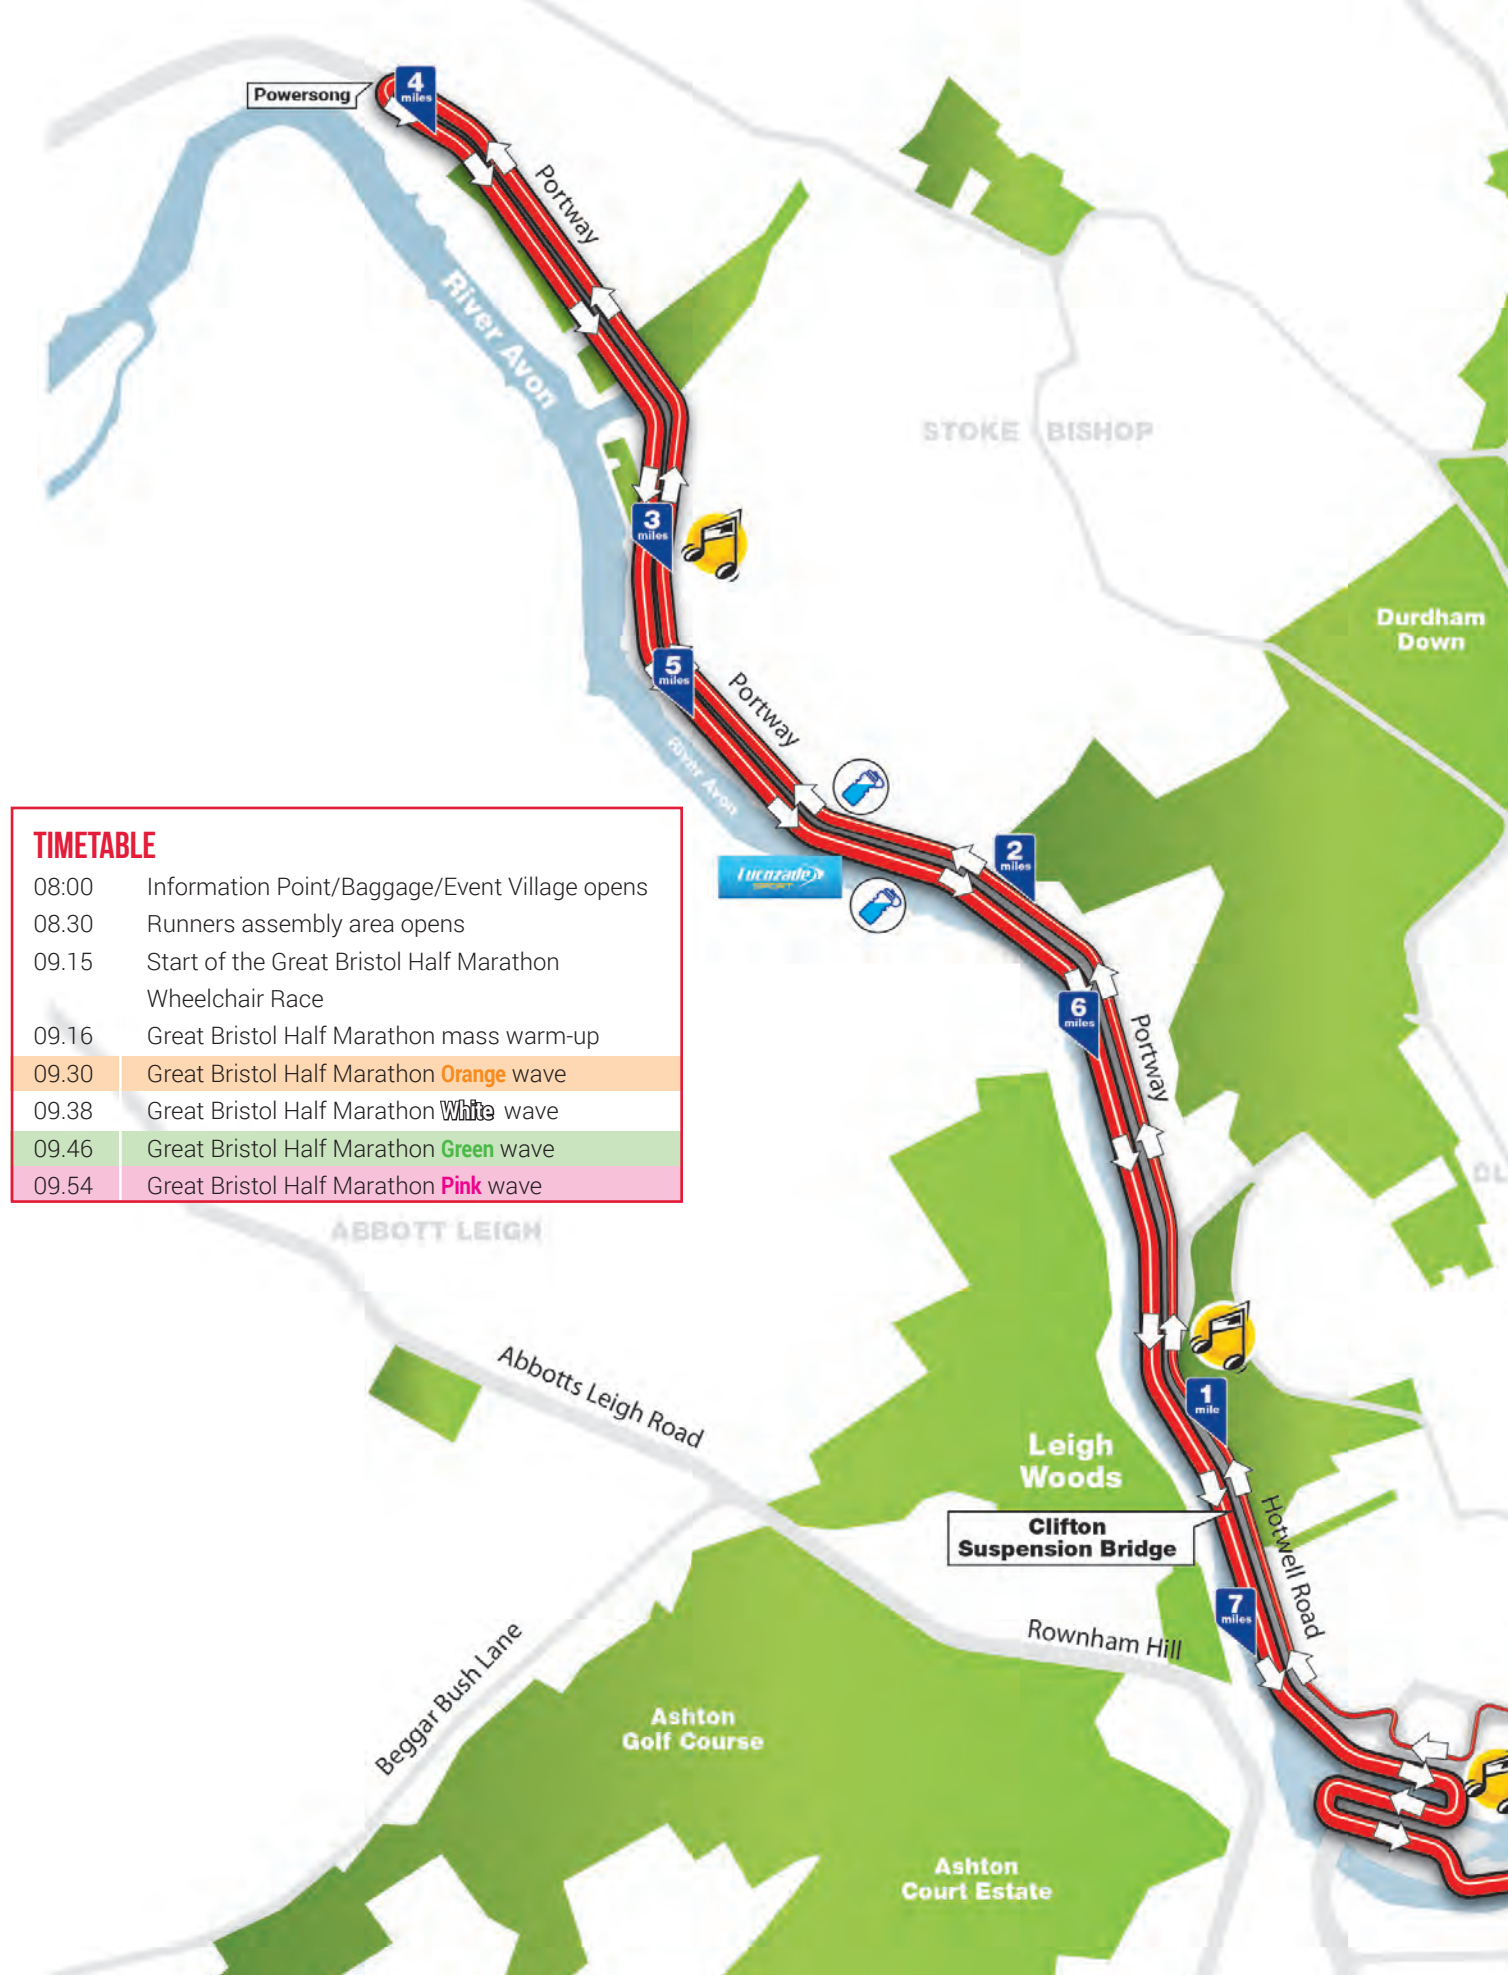 4
miles
Powersong
Portway
River Avon
STOKE BISHOP
3
miles
Durdham
Down
5
miles
Portway
River Avon
TIMETABLE
08:00 Information Point/Baggage/Event Village opens
08.30 Runners assembly area opens
09.15 Start of the Great Bristol Half Marathon
Wheelchair Race
09.16 Great Bristol Half Marathon mass warm-up
09.30 Great Bristol Half Marathon Orange wave
09.38 Great Bristol Half Marathon White wave
09.46 Great Bristol Half Marathon Green wave
09.54 Great Bristol Half Marathon Pink wave
Lucozade
SPORT
2
miles
6
miles
Portway
ABBOTT LEIGH
Abbotts Leigh Road
1
mile
Leigh
Woods
Clifton
Suspension Bridge
Hotwell Road
7
miles
Rownham Hill
Beggar Bush Lane
Ashton
Golf Course
Ashton
Court Estate